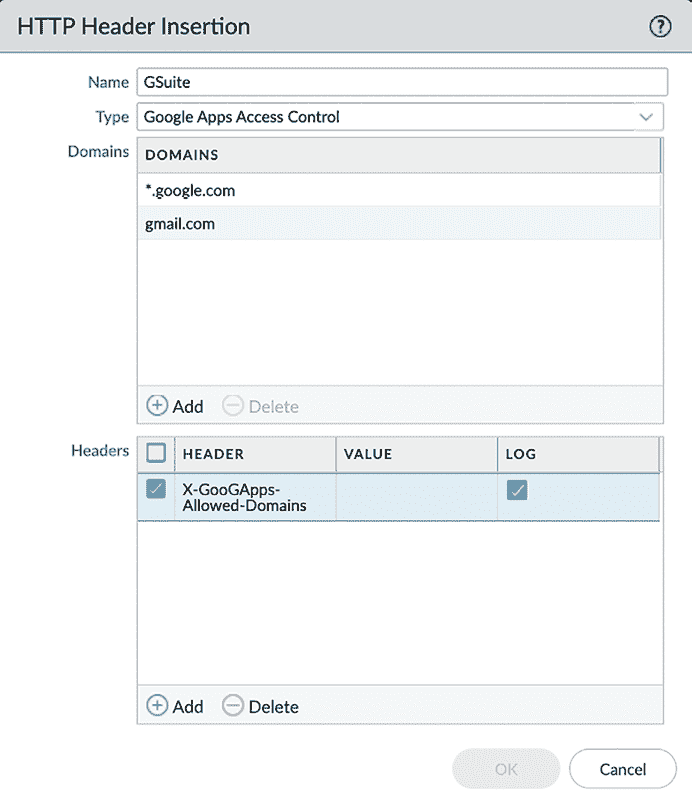 HTTP Header Insertion
?
Name GSuite
Type Google Apps Access Control
Domains DOMAINS
*.google.com
gmail.com
Add Delete
Headers HEADER VALUE LOG
X-GooGApps-
Allowed-Domains
Add Delete
OK Cancel